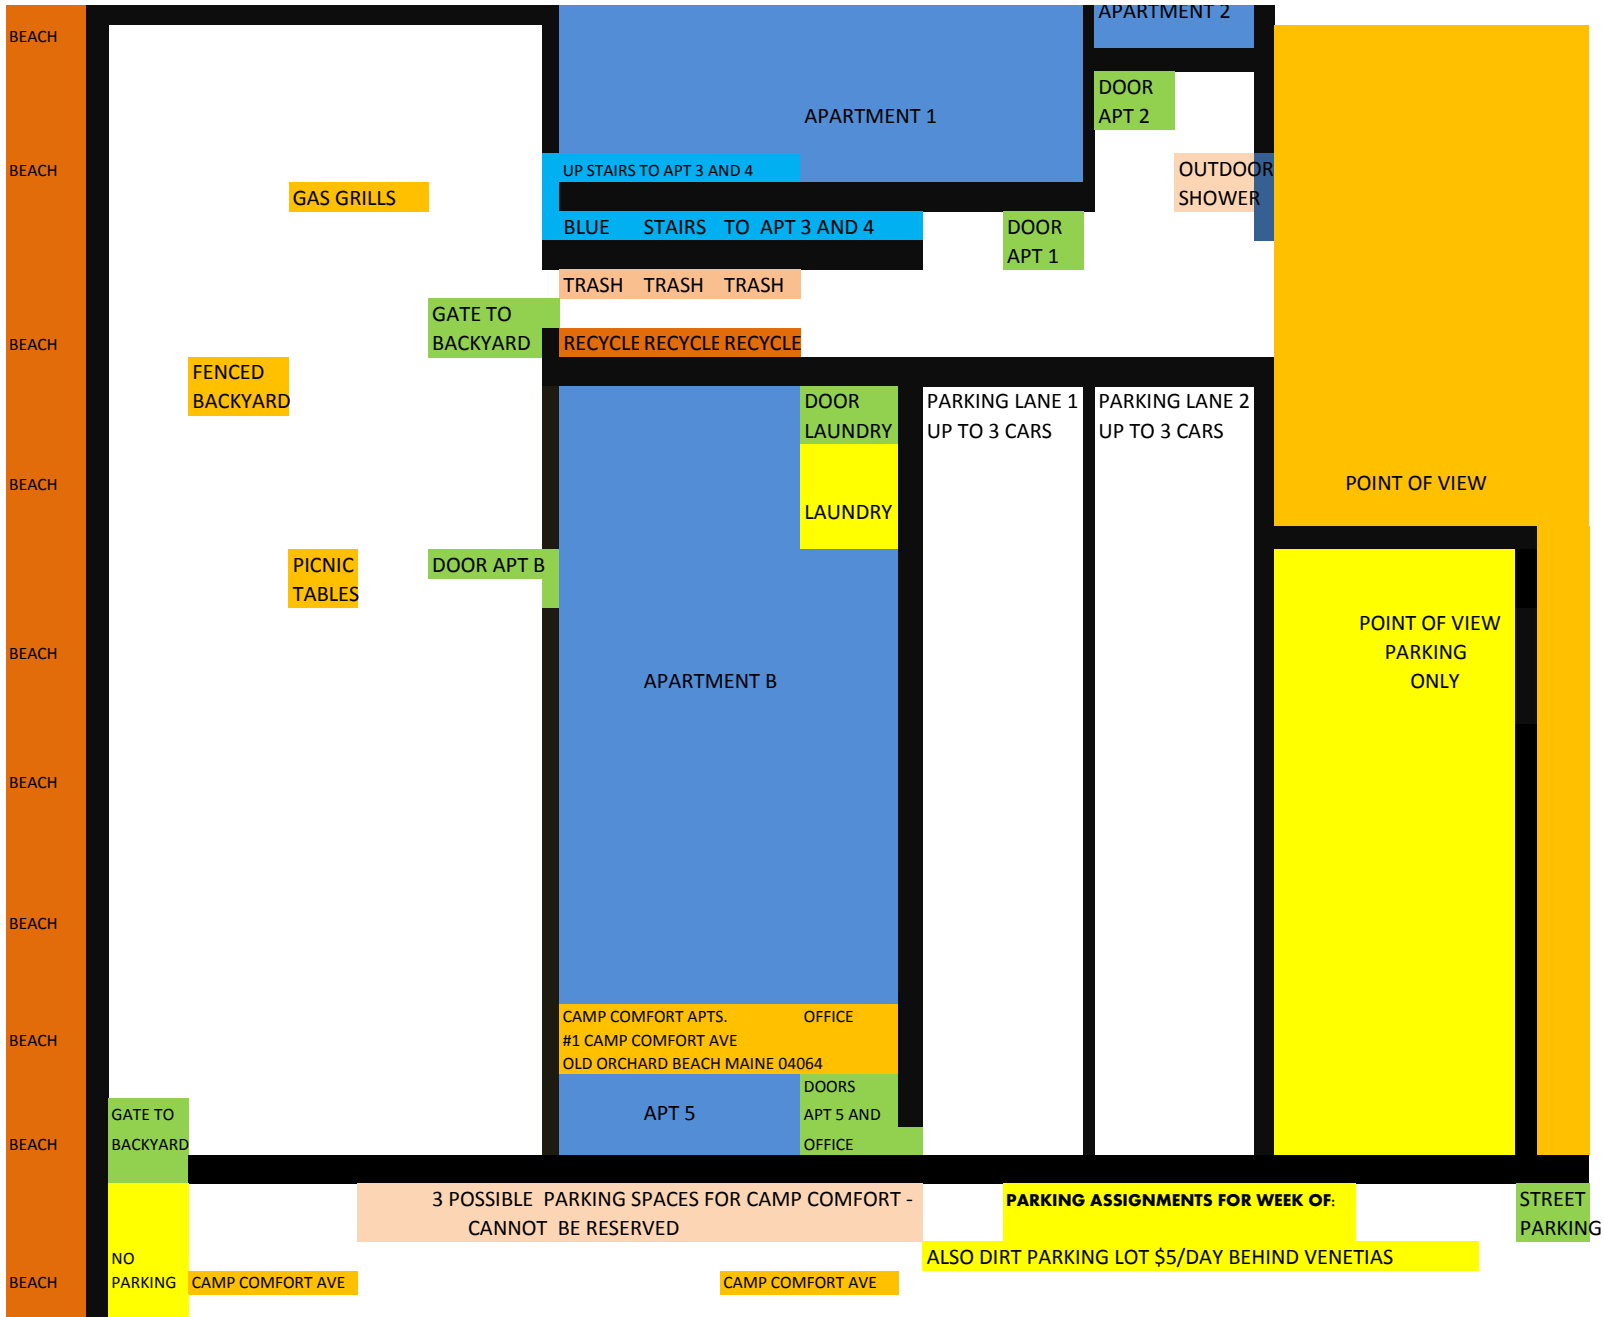 APARTMENT 2
BEACH
DOOR
APT 2
APARTMENT 1
BEACH
UP STAIRS TO APT 3 AND 4
OUTDOOR
SHOWER
GAS GRILLS
BLUE STAIRS TO APT 3 AND 4
DOOR
APT 1
TRASH TRASH TRASH
GATE TO
BACKYARD
BEACH
RECYCLE RECYCLE RECYCLE
FENCED
BACKYARD
DOOR
LAUNDRY
PARKING LANE 1
UP TO 3 CARS
PARKING LANE 2
UP TO 3 CARS
BEACH
POINT OF VIEW
LAUNDRY
PICNIC
TABLES
DOOR APT B
POINT OF VIEW
PARKING
ONLY
BEACH
APARTMENT B
BEACH
BEACH
CAMP COMFORT APTS. OFFICE
#1 CAMP COMFORT AVE
OLD ORCHARD BEACH MAINE 04064
BEACH
DOORS
APT 5 AND
OFFICE
APT 5
GATE TO
BACKYARD
BEACH
3 POSSIBLE PARKING SPACES FOR CAMP COMFORT -
CANNOT BE RESERVED
PARKING ASSIGNMENTS FOR WEEK OF:
STREET
PARKING
ALSO DIRT PARKING LOT $5/DAY BEHIND VENETIAS
NO
PARKING
BEACH
CAMP COMFORT AVE
CAMP COMFORT AVE